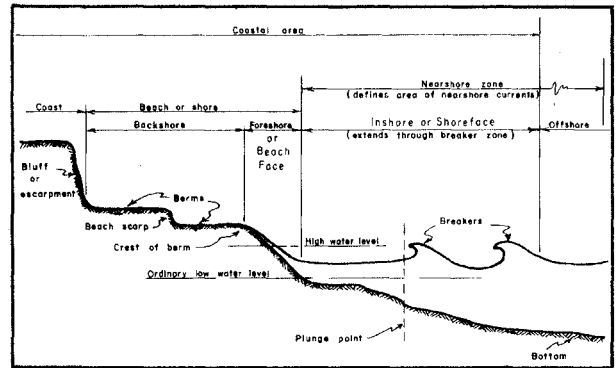 Coastal area
Nearshore zone
(defines area of nearshore currents)
Coast
Beach or shore
Backshore
Foreshore
or
Beach
Face
Inshore or Shoreface
(extends through breaker zone)
Offshore
Bluff
or
escarpment
Berms
Beach scarp
Crest of berm
High water level
Breakers
Ordinary low water level
Plunge point
Bottom